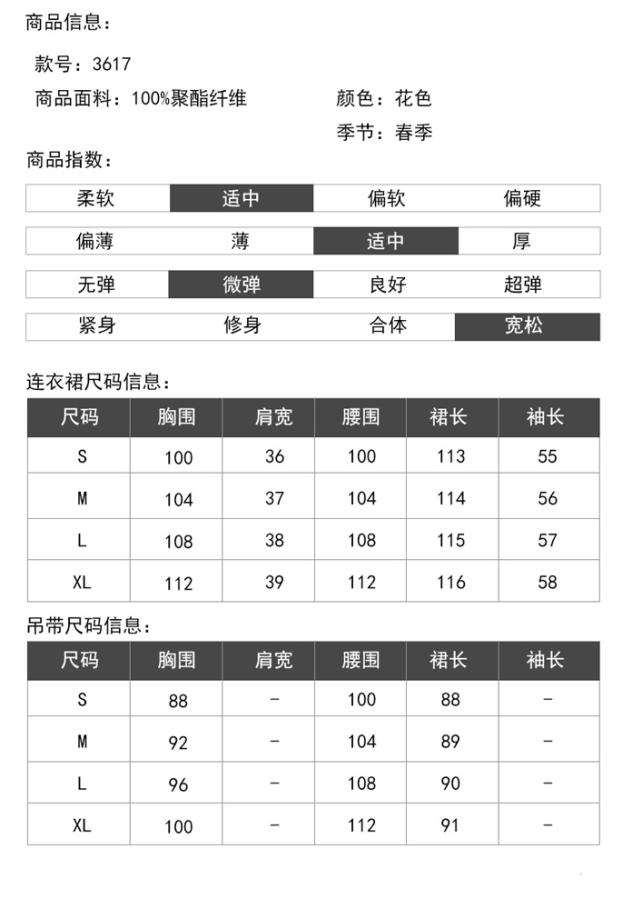 商品信息：
款号：3617
商品面料：100%聚酯纤维 颜色：花色
季节：春季
商品指数：
柔软 适中 偏软 偏硬
偏薄 薄 适中 厚
无弹 微弹 良好 超弹
紧身 修身 合体 宽松
连衣裙尺码信息：
尺码 胸围 肩宽 腰围 裙长 袖长
S 100 36 100 113 55
M 104 37 104 114 56
L 108 38 108 115 57
XL 112 39 112 116 58
吊带尺码信息：
尺码 胸围 肩宽 腰围 裙长 袖长
S 88 – 100 88 –
M 92 – 104 89 –
L 96 – 108 90 –
XL 100 – 112 91 –